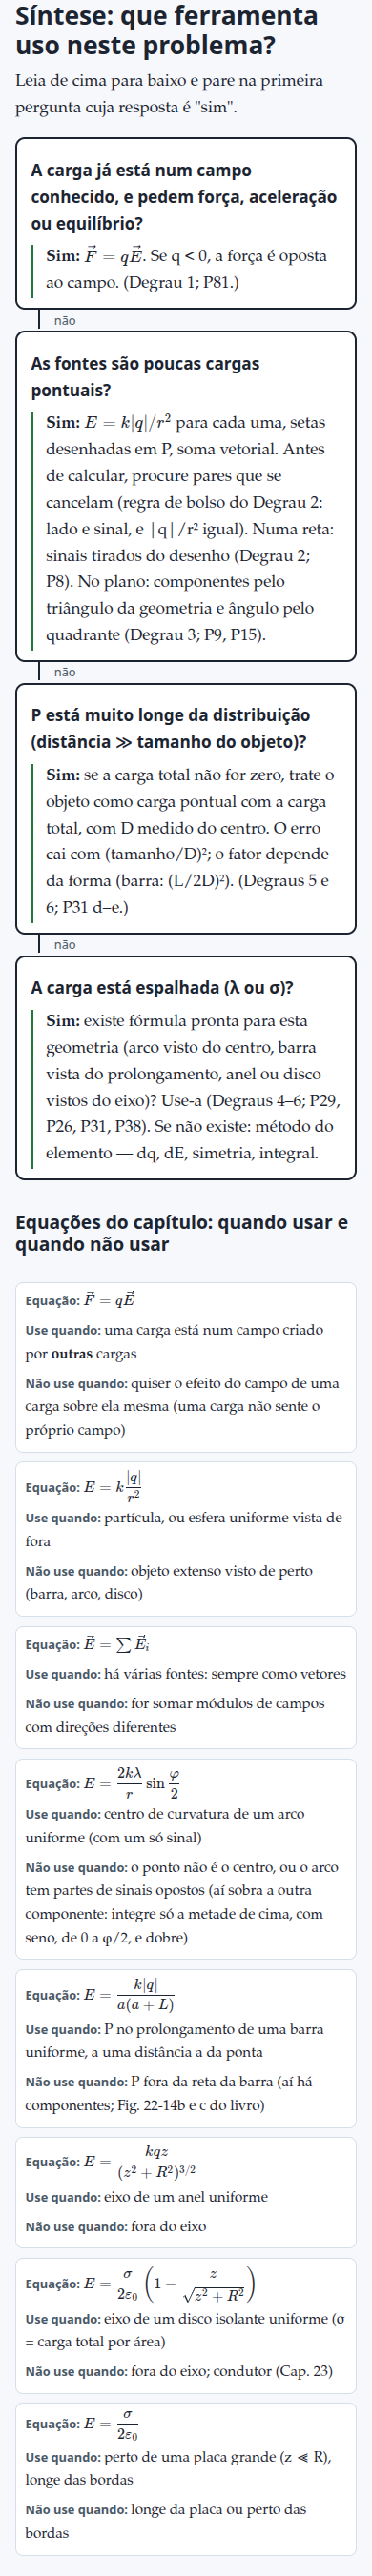 Síntese: que ferramenta
uso neste problema?
Leia de cima para baixo e pare na primeira
pergunta cuja resposta é "sim".
A carga já está num campo
conhecido, e pedem força, aceleração
ou equilíbrio?
Sim: F⃗ = qE⃗. Se q < 0, a força é oposta
ao campo. (Degrau 1; P81.)
não
As fontes são poucas cargas
pontuais?
Sim: E = k|q|/r² para cada uma, setas
desenhadas em P, soma vetorial. Antes
de calcular, procure pares que se
cancelam (regra de bolso do Degrau 2:
lado e sinal, e |q|/r² igual). Numa reta:
sinais tirados do desenho (Degrau 2;
P8). No plano: componentes pelo
triângulo da geometria e ângulo pelo
quadrante (Degrau 3; P9, P15).
não
P está muito longe da distribuição
(distância ≫ tamanho do objeto)?
Sim: se a carga total não for zero, trate o
objeto como carga pontual com a carga
total, com D medido do centro. O erro
cai com (tamanho/D)²; o fator depende
da forma (barra: (L/2D)²). (Degraus 5 e
6; P31 d–e.)
não
A carga está espalhada (λ ou σ)?
Sim: existe fórmula pronta para esta
geometria (arco visto do centro, barra
vista do prolongamento, anel ou disco
vistos do eixo)? Use-a (Degraus 4–6; P29,
P26, P31, P38). Se não existe: método do
elemento — dq, dE, simetria, integral.
Equações do capítulo: quando usar e
quando não usar
Equação: F⃗ = qE⃗
Use quando: uma carga está num campo criado
por outras cargas
Não use quando: quiser o efeito do campo de uma
carga sobre ela mesma (uma carga não sente o
próprio campo)
Equação: E = k |q|/r²
Use quando: partícula, ou esfera uniforme vista de
fora
Não use quando: objeto extenso visto de perto
(barra, arco, disco)
Equação: E⃗ = ∑ E⃗ᵢ
Use quando: há várias fontes: sempre como vetores
Não use quando: for somar módulos de campos
com direções diferentes
Equação: E = 2kλ/r sin φ/2
Use quando: centro de curvatura de um arco
uniforme (com um só sinal)
Não use quando: o ponto não é o centro, ou o arco
tem partes de sinais opostos (aí sobra a outra
componente: integre só a metade de cima, com
seno, de 0 a φ/2, e dobre)
Equação: E = k|q|/a(a + L)
Use quando: P no prolongamento de uma barra
uniforme, a uma distância a da ponta
Não use quando: P fora da reta da barra (aí há
componentes; Fig. 22-14b e c do livro)
Equação: E = kqz/(z² + R²)^3/2
Use quando: eixo de um anel uniforme
Não use quando: fora do eixo
Equação: E = σ/2ε₀ (1 − z/√(z² + R²))
Use quando: eixo de um disco isolante uniforme (σ
= carga total por área)
Não use quando: fora do eixo; condutor (Cap. 23)
Equação: E = σ/2ε₀
Use quando: perto de uma placa grande (z ≪ R),
longe das bordas
Não use quando: longe da placa ou perto das
bordas